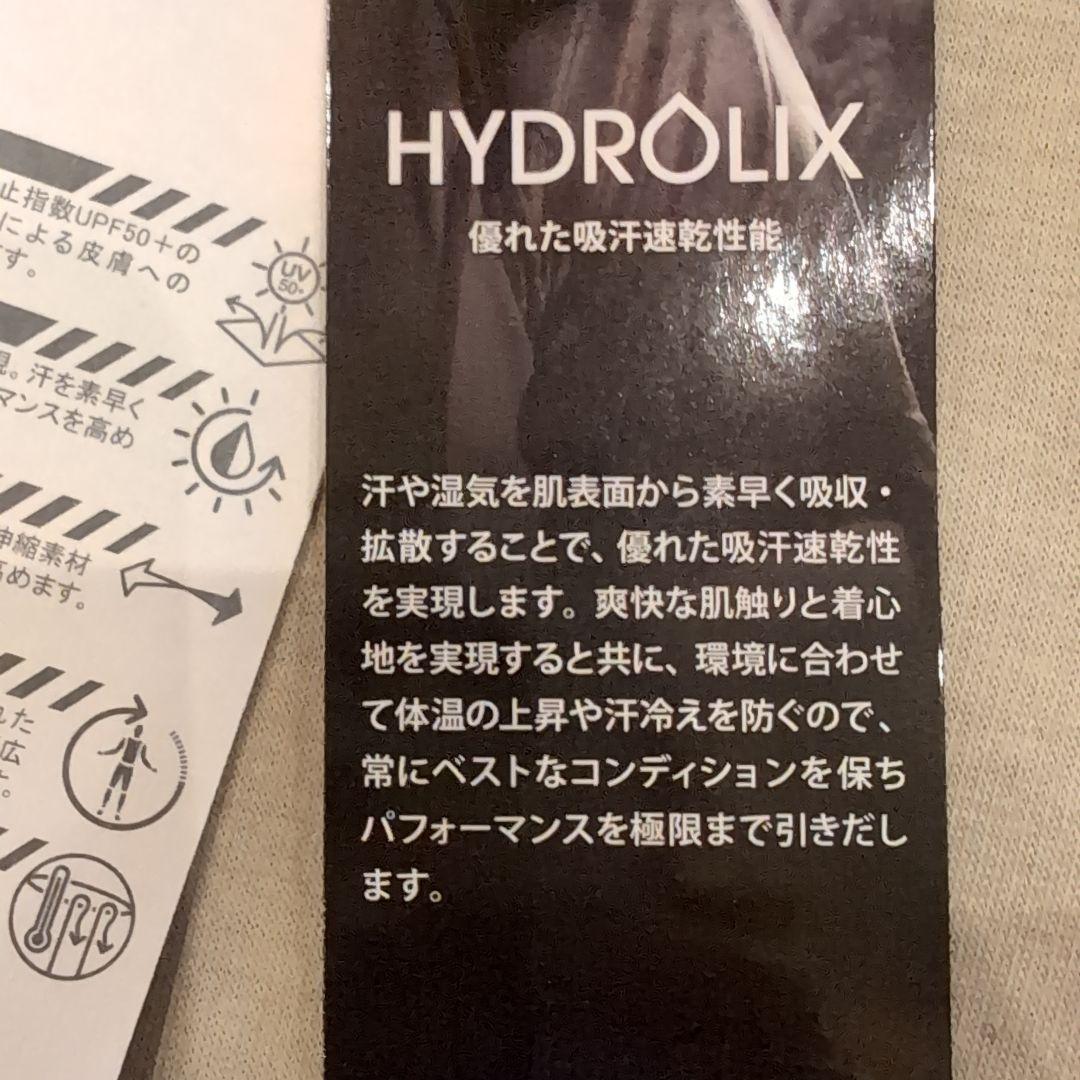 止指数UPF50＋の
による皮膚への
す。
UV
50+
現。汗を素早く
マンスを高め
伸縮素材
高めます。
れた
広
す。
HYDROLIX
優れた吸汗速乾性能
汗や湿気を肌表面から素早く吸収・
拡散することで、優れた吸汗速乾性
を実現します。爽快な肌触りと着心
地を実現すると共に、環境に合わせ
て体温の上昇や汗冷えを防ぐので、
常にベストなコンディションを保ち
パフォーマンスを極限まで引きだし
ます。